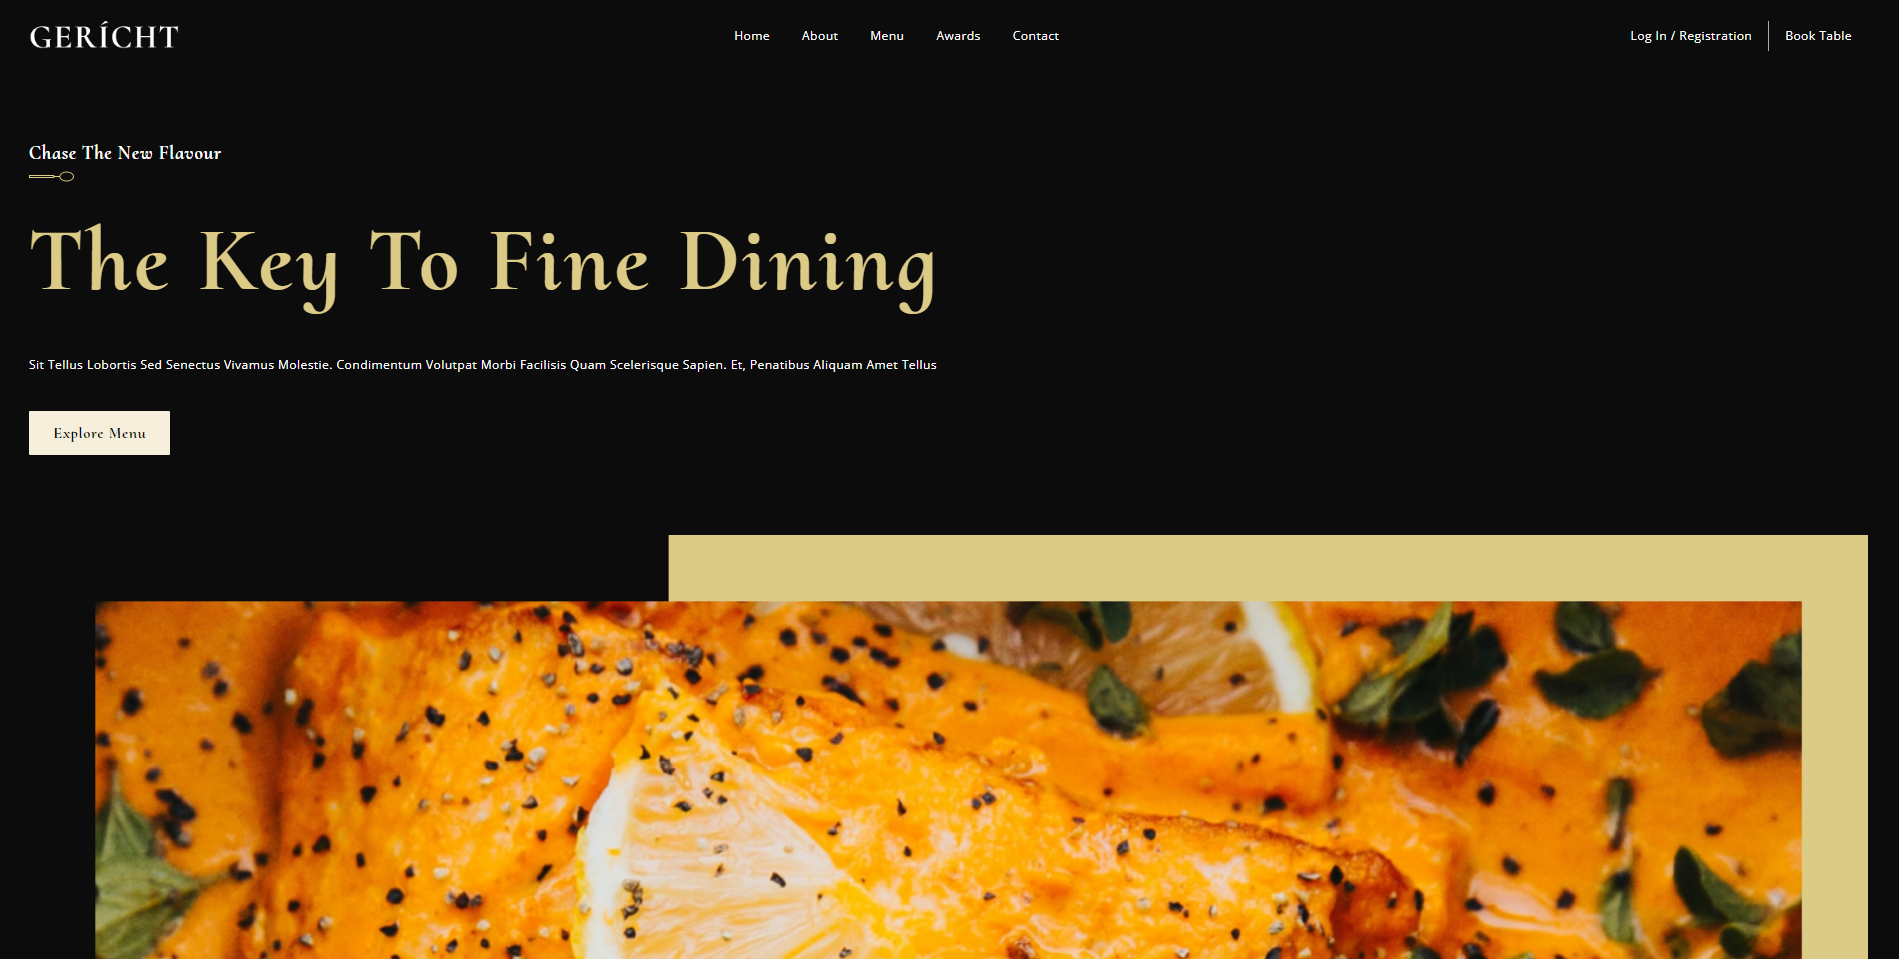 GERÍCHT
Home About Menu Awards Contact
Log In / Registration Book Table
Chase The New Flavour
The Key To Fine Dining
Sit Tellus Lobortis Sed Senectus Vivamus Molestie. Condimentum Volutpat Morbi Facilisis Quam Scelerisque Sapien. Et, Penatibus Aliquam Amet Tellus
Explore Menu